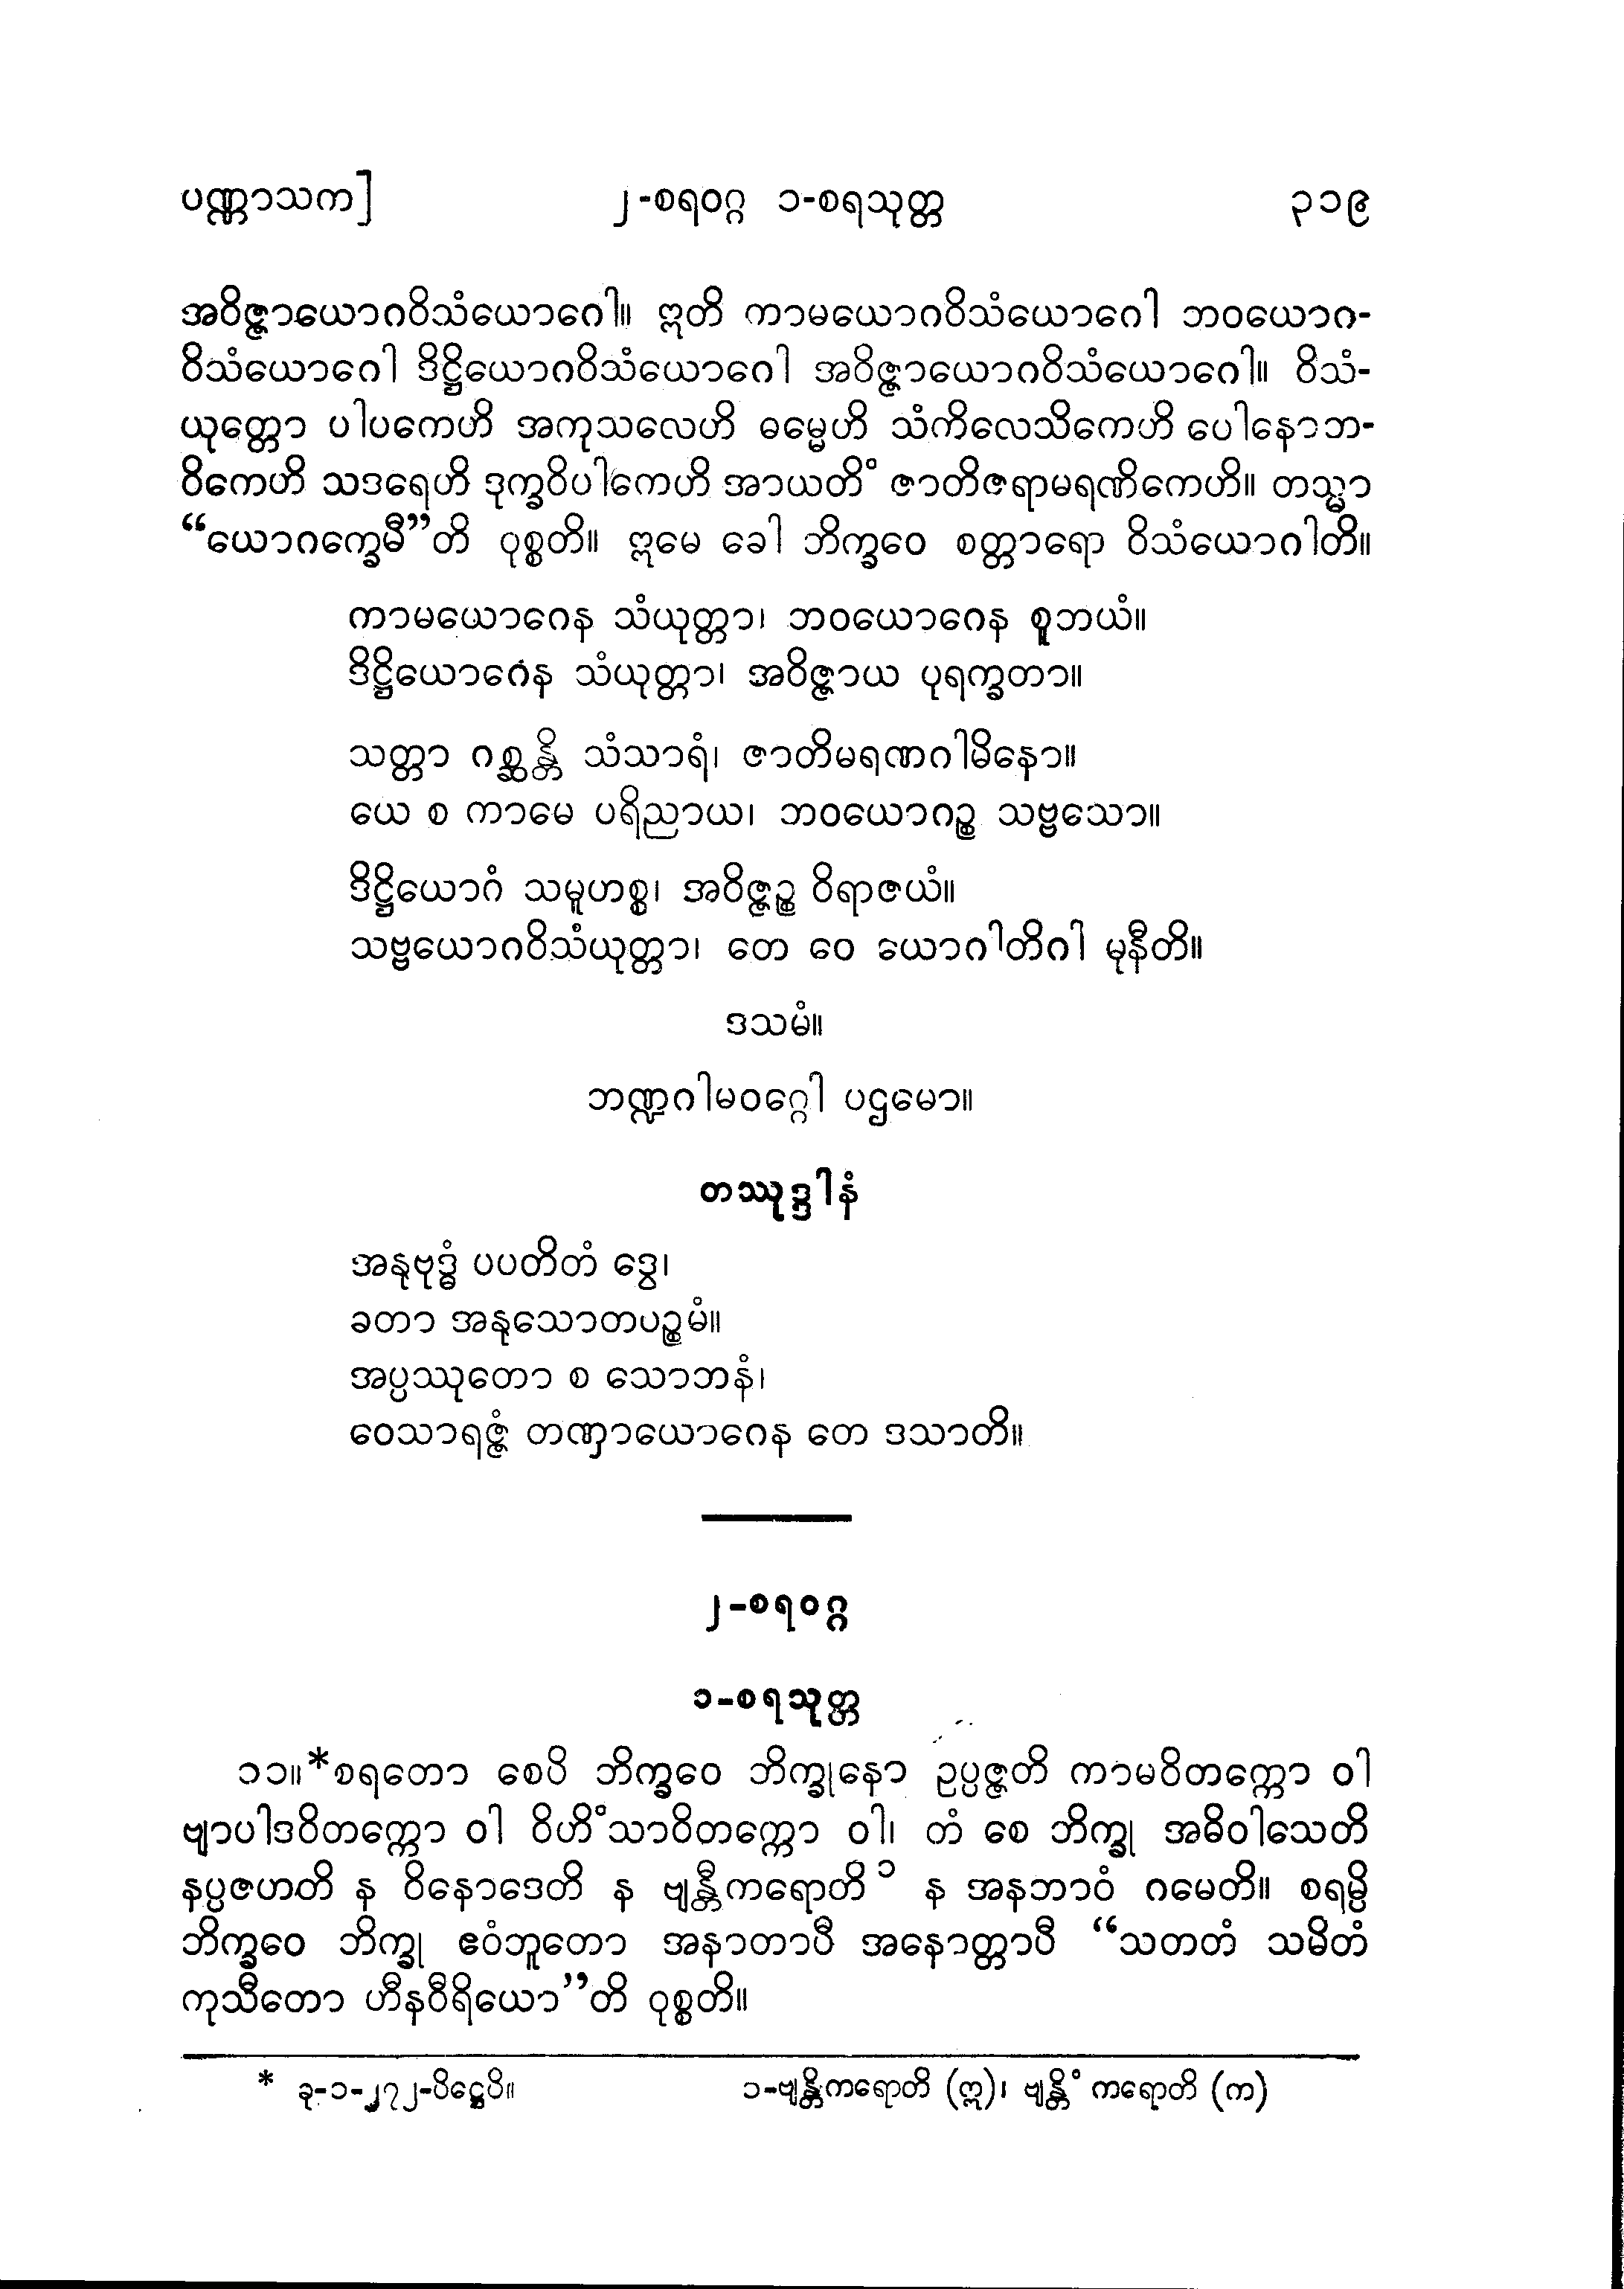 ပဏ္ဏာသက]
၂-စရဝဂ္ဂ ၁-စရသုတ္တ
၃၁၉
အဝိဇ္ဇာယောဂဝိသံယောဂေါ။ ဣတိ ကာမယောဂဝိသံယောဂေါ ဘဝယောဂ-
ဝိသံယောဂေါ ဒိဋ္ဌိယောဂဝိသံယောဂေါ အဝိဇ္ဇာယောဂဝိသံယောဂေါ။ ဝိသံ-
ယုတ္တော ပါပကေဟိ အကုသလေဟိ ဓမ္မေဟိ သံကိလေသိကေဟိ ပေါနောဘ-
ဝိကေဟိ သဒရေဟိ ဒုက္ခဝိပါကေဟိ အာယတိံ ဇာတိဇရာမရဏိကေဟိ။ တသ္မာ
“ယောဂက္ခေမီ”တိ ဝုစ္စတိ။ ဣမေ ခေါ ဘိက္ခဝေ စတ္တာရော ဝိသံယောဂါတိ။
ကာမယောဂေန သံယုတ္တာ၊ ဘဝယောဂေန စူဘယံ။
ဒိဋ္ဌိယောဂေန သံယုတ္တာ၊ အဝိဇ္ဇာယ ပုရက္ခတာ။
သတ္တာ ဂစ္ဆန္တိ သံသာရံ၊ ဇာတိမရဏဂါမိနော။
ယေ စ ကာမေ ပရိညာယ၊ ဘဝယောဂဉ္စ သဗ္ဗသော။
ဒိဋ္ဌိယောဂံ သမူဟစ္စ၊ အဝိဇ္ဇဉ္စ ဝိရာဇယံ။
သဗ္ဗယောဂဝိသံယုတ္တာ၊ တေ ဝေ ယောဂါတိဂါ မုနီတိ။
ဒသမံ။
ဘဏ္ဍဂါမဝဂ္ဂေါ ပဌမော။
တဿုဒ္ဒါနံ
အနုဗုဒ္ဓံ ပပတိတံ ဒွေ၊
ခတာ အနုသောတပဉ္စမံ။
အပ္ပဿုတော စ သောဘနံ၊
ဝေသာရဇ္ဇံ တဏှာယောဂေန တေ ဒသာတိ။
၂-စရဝဂ္ဂ
၁-စရသုတ္တ
၁၁။*စရတော စေပိ ဘိက္ခဝေ ဘိက္ခုနော ဥပ္ပဇ္ဇတိ ကာမဝိတက္ကော ဝါ
ဗျာပါဒဝိတက္ကော ဝါ ဝိဟိံသာဝိတက္ကော ဝါ၊ တံ စေ ဘိက္ခု အဓိဝါသေတိ
နပ္ပဇဟတိ န ဝိနောဒေတိ န ဗျန္တီကရောတိ ၁ န အနဘာဝံ ဂမေတိ။ စရမ္ပိ
ဘိက္ခဝေ ဘိက္ခု ဧဝံဘူတော အနာတာပီ အနောတ္တာပီ “သတတံ သမိတံ
ကုသီတော ဟီနဝီရိယော”တိ ဝုစ္စတိ။
* ခု-၁-၂၇၂-ပိဋ္ဌေပိ။
၁-ဗျန္တိကရောတိ (ဣ)၊ ဗျန္တိံ ကရောတိ (က)